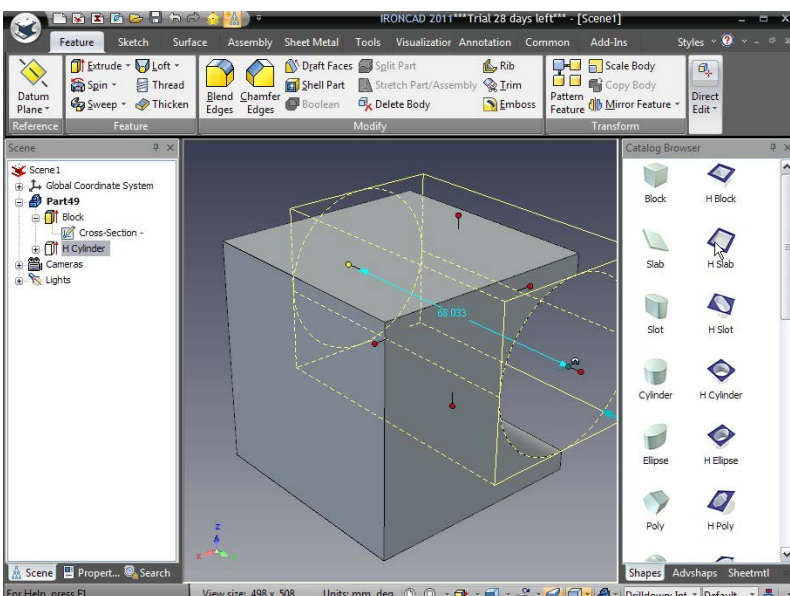 IRONCAD 2011***Trial 28 days left*** - [Scene1]
Feature Sketch Surface Assembly Sheet Metal Tools Visualizatior Annotation Common Add-Ins Styles
Datum Plane
Reference
Extrude Loft
Spin Thread
Sweep Thicken
Feature
Blend Edges
Chamfer Edges
Draft Faces
Shell Part
Boolean
Split Part
Stretch Part/Assembly
Delete Body
Rib
Trim
Emboss
Modify
Pattern Feature
Scale Body
Copy Body
Mirror Feature
Transform
Direct Edit
Scene
Scene1
Global Coordinate System
Part49
Block
Cross-Section -
H Cylinder
Cameras
Lights
68.033
z
x
Catalog Browser
Block H Block
Slab H Slab
Slot H Slot
Cylinder H Cylinder
Ellipse H Ellipse
Poly H Poly
Scene Propert... Search
Shapes Advshaps Sheetmtl
For Help, press F1
View size: 498 x 508 Units: mm, deg
Drilldown: Int Default